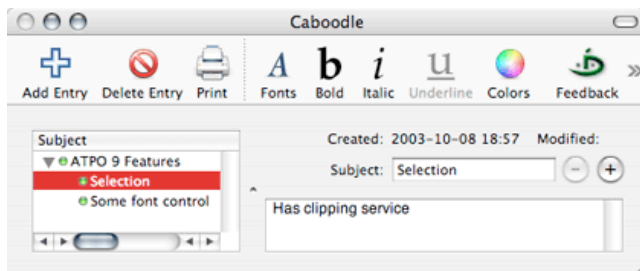 Caboodle
Add Entry Delete Entry Print Fonts Bold Italic Underline Colors Feedback
Subject
ATPO 9 Features
Selection
Some font control
Created: 2003-10-08 18:57 Modified:
Subject: Selection
Has clipping service